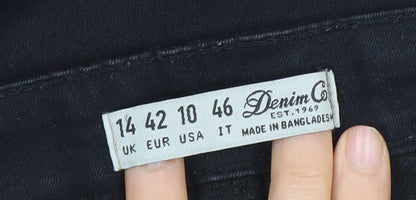 14 42 10 46
UK EUR USA IT
Denim Co
EST. 1969
MADE IN BANGLADESH